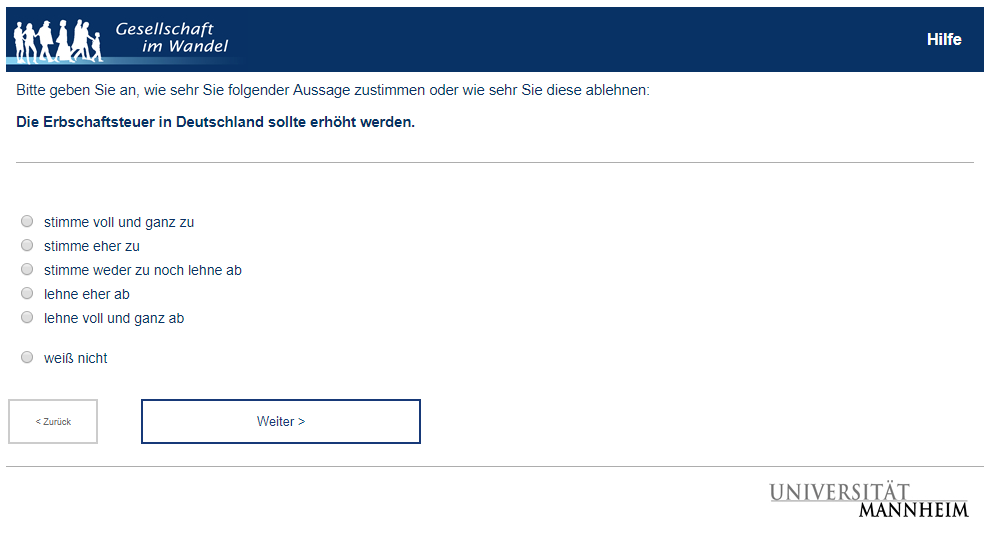 Gesellschaft
im Wandel
Hilfe
Bitte geben Sie an, wie sehr Sie folgender Aussage zustimmen oder wie sehr Sie diese ablehnen:
Die Erbschaftsteuer in Deutschland sollte erhöht werden.
stimme voll und ganz zu
stimme eher zu
stimme weder zu noch lehne ab
lehne eher ab
lehne voll und ganz ab
weiß nicht
< Zurück
Weiter >
UNIVERSITÄT
MANNHEIM